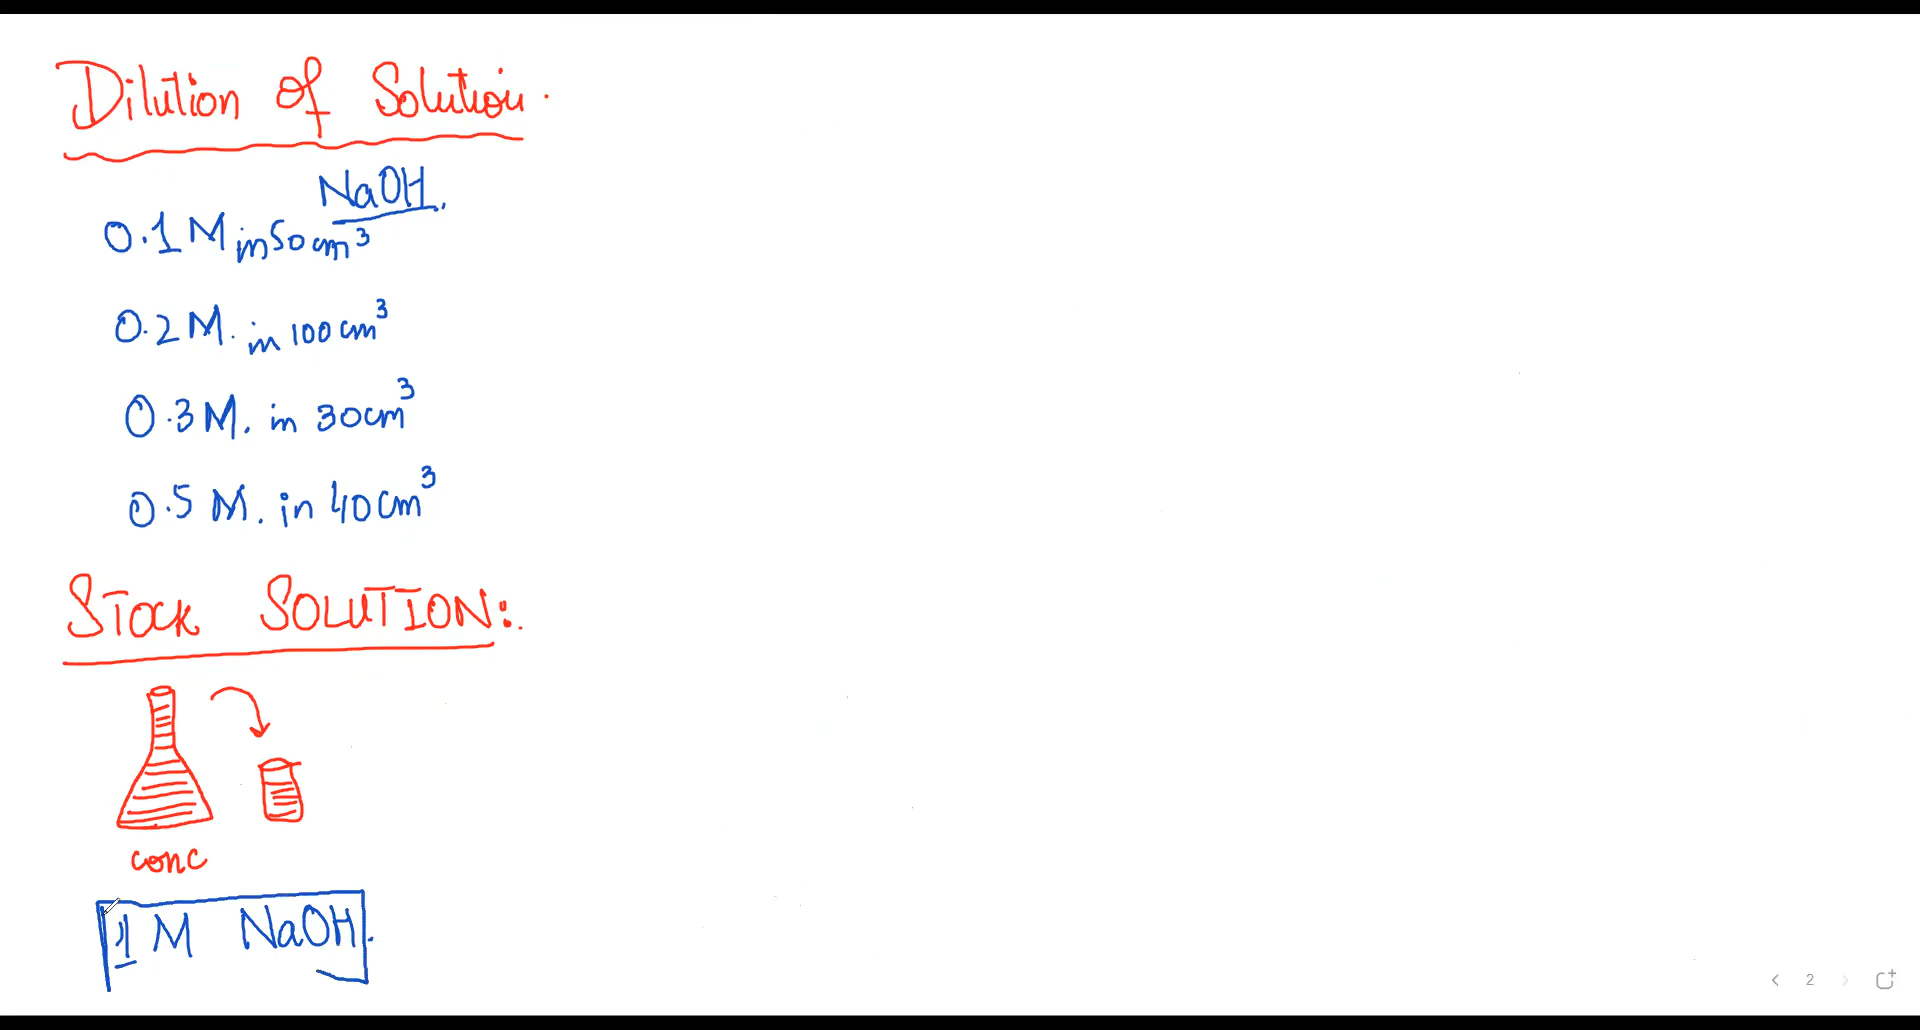 Dilution of Solution.
NaOH.
0.1 M in 50 cm³
0.2 M. in 100 cm³
0.3 M. in 30 cm³
0.5 M. in 40 cm³
STOCK SOLUTION:.
conc
1 M NaOH.
2